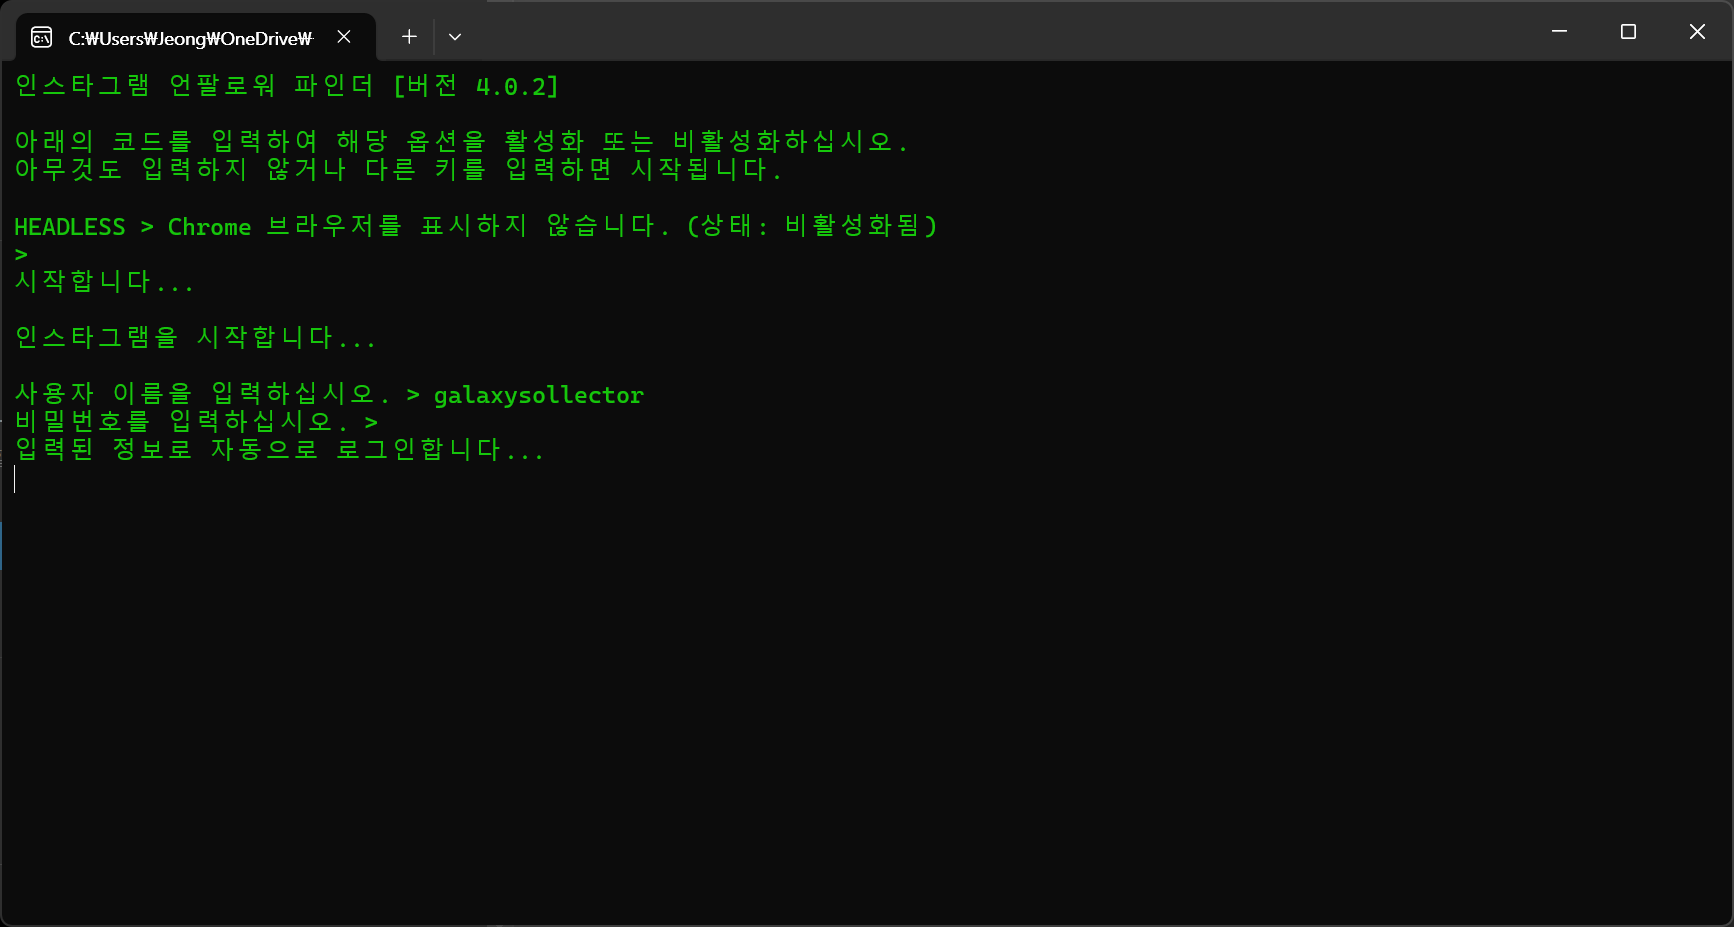 C:₩Users₩Jeong₩OneDrive₩
인스타그램 언팔로워 파인더 [버전 4.0.2]
아래의 코드를 입력하여 해당 옵션을 활성화 또는 비활성화하십시오.
아무것도 입력하지 않거나 다른 키를 입력하면 시작됩니다.
HEADLESS > Chrome 브라우저를 표시하지 않습니다. (상태: 비활성화됨)
>
시작합니다...
인스타그램을 시작합니다...
사용자 이름을 입력하십시오. > galaxysollector
비밀번호를 입력하십시오. >
입력된 정보로 자동으로 로그인합니다...